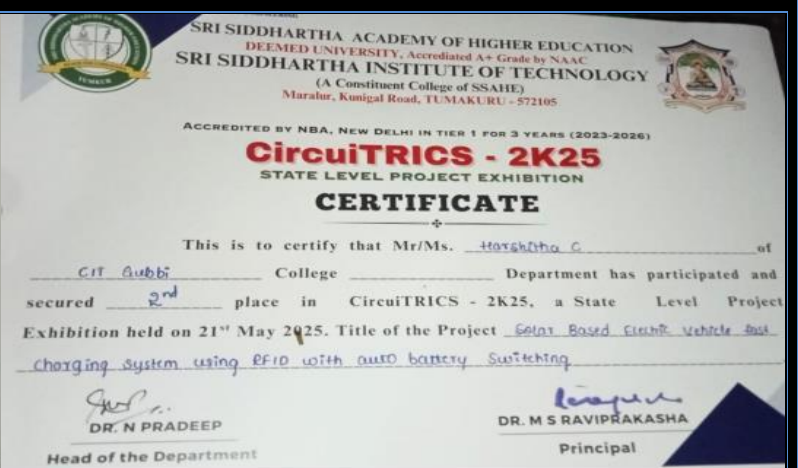 SRI SIDDHARTHA ACADEMY OF HIGHER EDUCATION
DEEMED UNIVERSITY, Accredited A+ Grade by NAAC
SRI SIDDHARTHA INSTITUTE OF TECHNOLOGY
(A Constituent College of SSAHE)
Maralur, Kunigal Road, TUMAKURU - 572105
ACCREDITED BY NBA, NEW DELHI IN TIER 1 FOR 3 YEARS (2023-2026)
CircuiTRICS - 2K25
STATE LEVEL PROJECT EXHIBITION
CERTIFICATE
This is to certify that Mr/Ms. Harshitha C of
CIT Gubbi College Department has participated and
secured 2nd place in CircuiTRICS - 2K25, a State Level Project
Exhibition held on 21st May 2025. Title of the Project Solar Based Electric Vehicle fast
charging system using RFID with auto battery Switching
DR. N PRADEEP
Head of the Department
DR. M S RAVIPRAKASHA
Principal